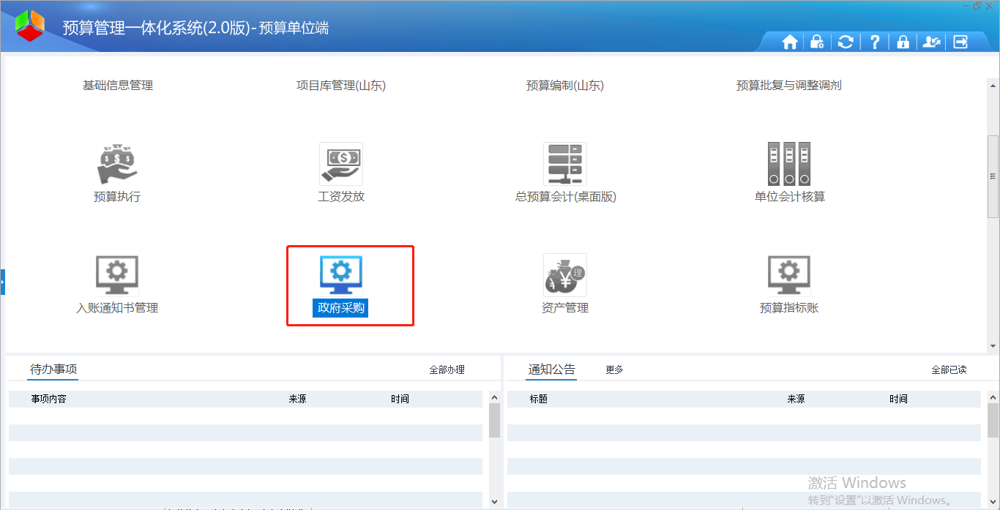 预算管理一体化系统(2.0版)-预算单位端
基础信息管理
项目库管理(山东)
预算编制(山东)
预算批复与调整调剂
预算执行
工资发放
总预算会计(桌面版)
单位会计核算
理
入账通知书管理
政府采购
资产管理
预算指标账
待办事项
全部办理
通知公告
更多
全部已读
事项内容
来源
时间
标题
来源
时间
激活 Windows
转到"设置"以激活 Windows。